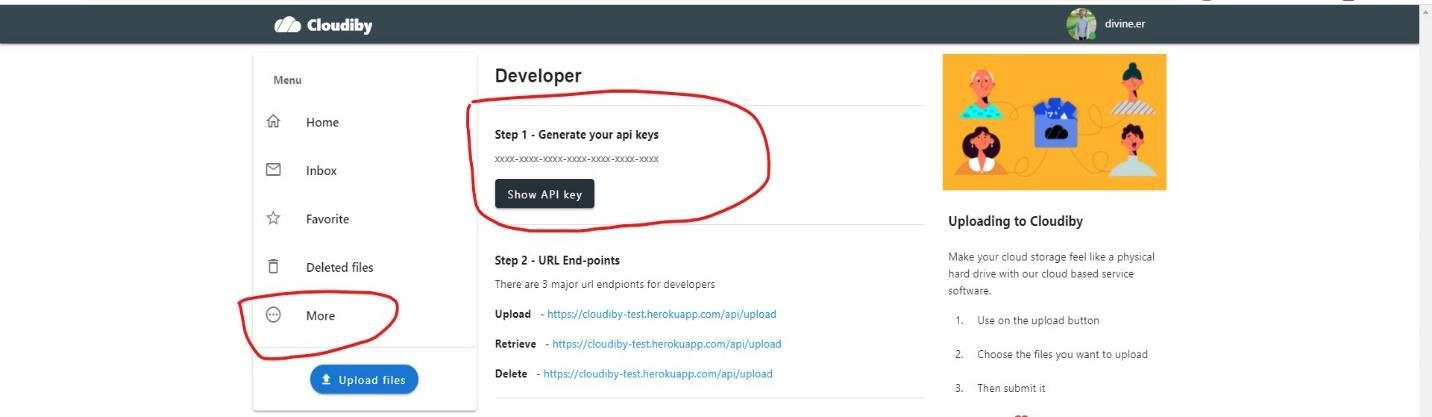 Cloudiby
divine.er
Menu
Home
Inbox
Favorite
Deleted files
More
Upload files
Developer
Step 1 - Generate your api keys
xxxx-xxxx-xxxx-xxxx-xxxx-xxxx-xxxx
Show API key
Step 2 - URL End-points
There are 3 major url endpionts for developers
Upload - https://cloudiby-test.herokuapp.com/api/upload
Retrieve - https://cloudiby-test.herokuapp.com/api/upload
Delete - https://cloudiby-test.herokuapp.com/api/upload
Uploading to Cloudiby
Make your cloud storage feel like a physical
hard drive with our cloud based service
software.
1. Use on the upload button
2. Choose the files you want to upload
3. Then submit it